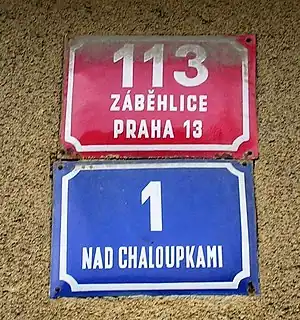 113
ZÁBĚHLICE
PRAHA 13
1
NAD CHALOUPKAMI